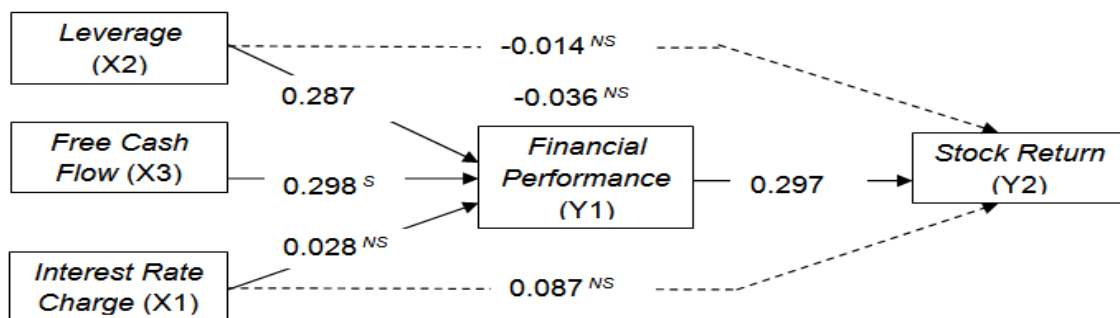 Leverage
(X2)
-0.014 NS
0.287
-0.036 NS
Free Cash
Flow (X3)
0.298 S
Financial
Performance
(Y1)
0.297
Stock Return
(Y2)
0.028 NS
Interest Rate
Charge (X1)
0.087 NS